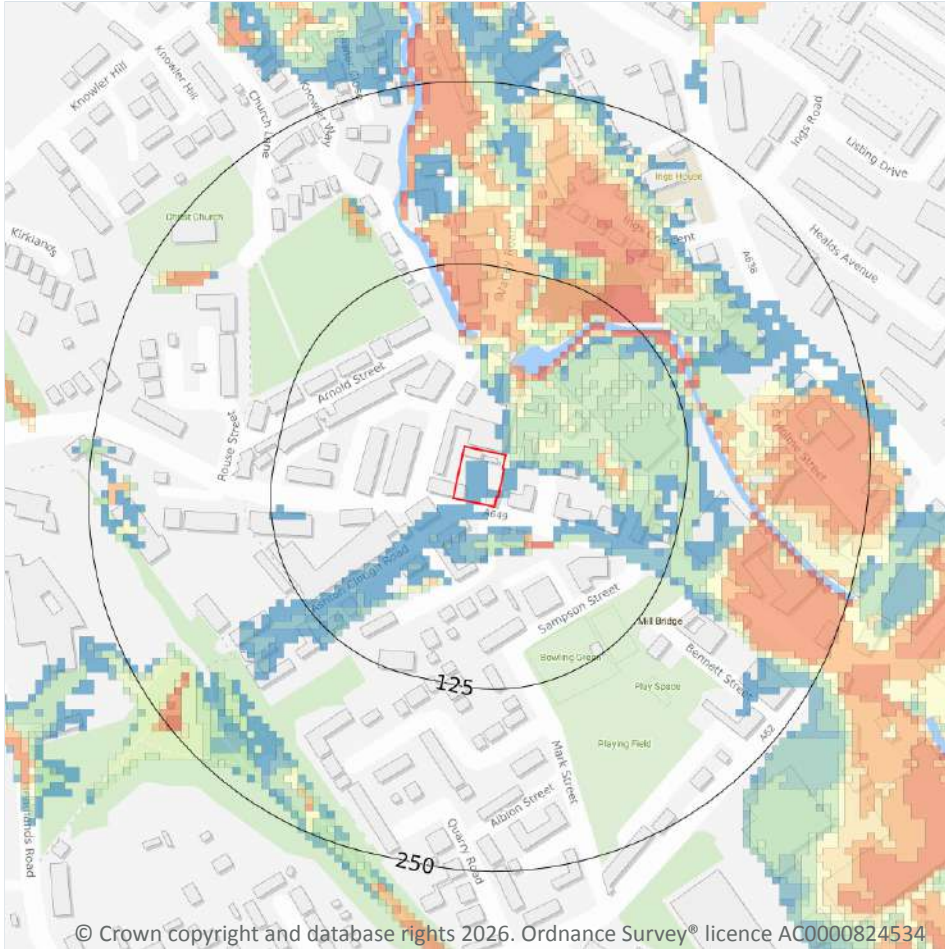 Knowler Hill
Knowler Hill
Church Lane
Knowler Way
Ings Road
Listing Drive
Ings House
Christ Church
Kirklands
Healds Avenue
A638
Arnold Street
Rouse Street
A649
Sampson Street
Mill Bridge
Bowling Green
Bennett Street
125
Play Space
A62
Playing Field
Mark Street
Albion Street
Quarry Road
250
© Crown copyright and database rights 2026. Ordnance Survey® licence AC0000824534